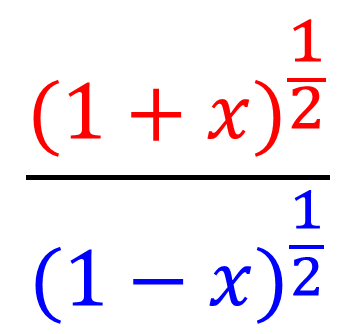 (1 + x)^{1/2}
(1 − x)^{1/2}